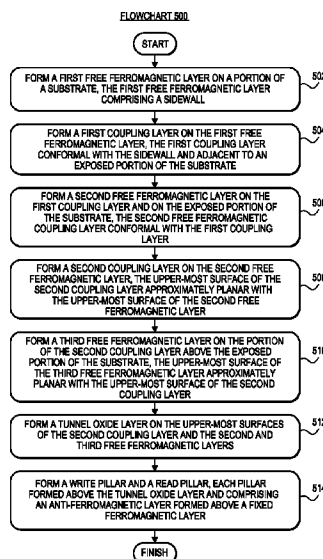 FLOWCHART 500
START
FORM A FIRST FREE FERROMAGNETIC LAYER ON A PORTION OF
A SUBSTRATE, THE FIRST FREE FERROMAGNETIC LAYER
COMPRISING A SIDEWALL
502
FORM A FIRST COUPLING LAYER ON THE FIRST FREE
FERROMAGNETIC LAYER, THE FIRST COUPLING LAYER
CONFORMAL WITH THE SIDEWALL AND ADJACENT TO AN
EXPOSED PORTION OF THE SUBSTRATE
504
FORM A SECOND FREE FERROMAGNETIC LAYER ON THE
FIRST COUPLING LAYER AND ON THE EXPOSED PORTION OF
THE SUBSTRATE, THE SECOND FREE FERROMAGNETIC
COUPLING LAYER CONFORMAL WITH THE FIRST COUPLING
LAYER
FORM A SECOND COUPLING LAYER ON THE SECOND FREE
FERROMAGNETIC LAYER, THE UPPER-MOST SURFACE OF
THE SECOND COUPLING LAYER APPROXIMATELY PLANAR WITH
THE UPPER-MOST SURFACE OF THE SECOND FREE
FERROMAGNETIC LAYER
FORM A THIRD FREE FERROMAGNETIC LAYER ON THE PORTION
OF THE SECOND COUPLING LAYER ABOVE THE EXPOSED
PORTION OF THE SUBSTRATE, THE UPPER-MOST SURFACE OF
THE THIRD FREE FERROMAGNETIC LAYER APPROXIMATELY
PLANAR WITH THE UPPER-MOST SURFACE OF THE SECOND
COUPLING LAYER
FORM A TUNNEL OXIDE LAYER ON THE UPPER-MOST SURFACES
OF THE SECOND COUPLING LAYER AND THE SECOND AND
THIRD FREE FERROMAGNETIC LAYERS
512
FORM A WRITE PILLAR AND A READ PILLAR, EACH PILLAR
FORMED ABOVE THE TUNNEL OXIDE LAYER AND COMPRISING
AN ANTI-FERROMAGNETIC LAYER FORMED ABOVE A FIXED
FERROMAGNETIC LAYER
514
FINISH